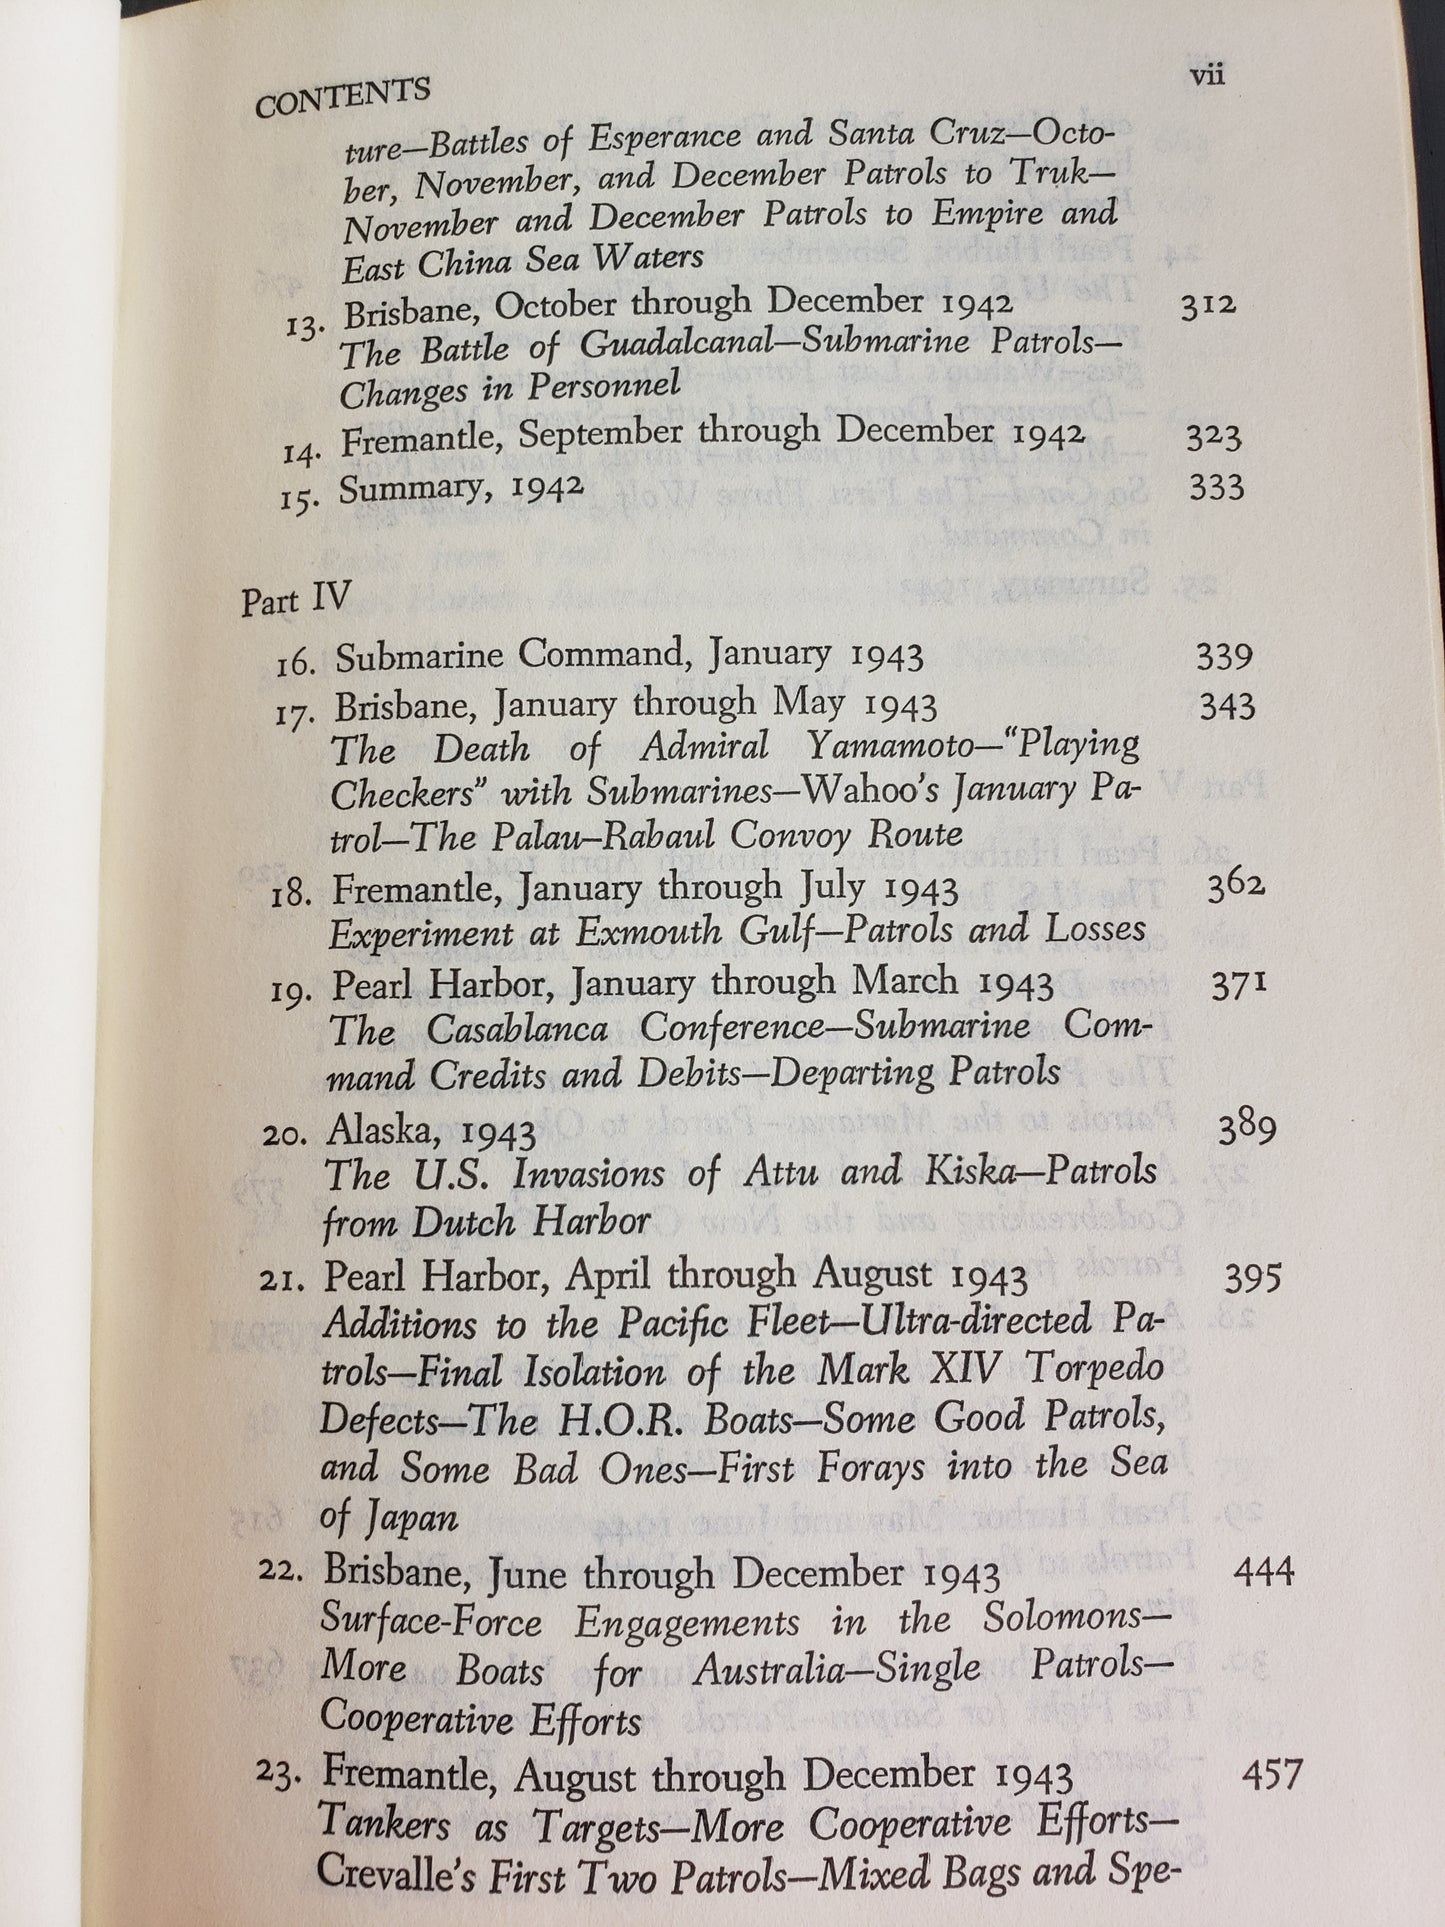 CONTENTS vii
ture—Battles of Esperance and Santa Cruz—Octo-
ber, November, and December Patrols to Truk—
November and December Patrols to Empire and
East China Sea Waters
13. Brisbane, October through December 1942 312
The Battle of Guadalcanal—Submarine Patrols—
Changes in Personnel
14. Fremantle, September through December 1942 323
15. Summary, 1942 333
Part IV
16. Submarine Command, January 1943 339
17. Brisbane, January through May 1943 343
The Death of Admiral Yamamoto—“Playing
Checkers” with Submarines—Wahoo’s January Pa-
trol—The Palau–Rabaul Convoy Route
18. Fremantle, January through July 1943 362
Experiment at Exmouth Gulf—Patrols and Losses
19. Pearl Harbor, January through March 1943 371
The Casablanca Conference—Submarine Com-
mand Credits and Debits—Departing Patrols
20. Alaska, 1943 389
The U.S. Invasions of Attu and Kiska—Patrols
from Dutch Harbor
21. Pearl Harbor, April through August 1943 395
Additions to the Pacific Fleet—Ultra-directed Pa-
trols—Final Isolation of the Mark XIV Torpedo
Defects—The H.O.R. Boats—Some Good Patrols,
and Some Bad Ones—First Forays into the Sea
of Japan
22. Brisbane, June through December 1943 444
Surface-Force Engagements in the Solomons—
More Boats for Australia—Single Patrols—
Cooperative Efforts
23. Fremantle, August through December 1943 457
Tankers as Targets—More Cooperative Efforts—
Crevalle’s First Two Patrols—Mixed Bags and Spe-